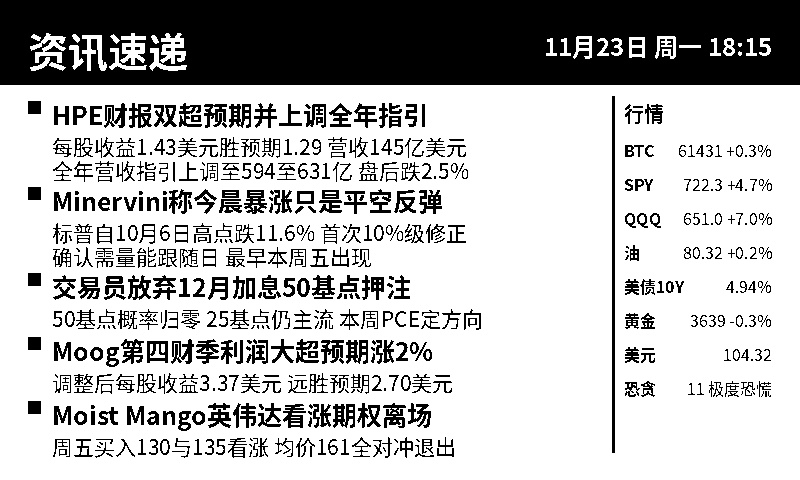 资讯速递
11月23日 周一 18:15
HPE财报双超预期并上调全年指引
每股收益1.43美元胜预期1.29 营收145亿美元
全年营收指引上调至594至631亿 盘后跌2.5%
Minervini称今晨暴涨只是平空反弹
标普自10月6日高点跌11.6% 首次10%级修正
确认需量能跟随日 最早本周五出现
交易员放弃12月加息50基点押注
50基点概率归零 25基点仍主流 本周PCE定方向
Moog第四财季利润大超预期涨2%
调整后每股收益3.37美元 远胜预期2.70美元
Moist Mango英伟达看涨期权离场
周五买入130与135看涨 均价161全对冲退出
行情
BTC 61431 +0.3%
SPY 722.3 +4.7%
QQQ 651.0 +7.0%
油 80.32 +0.2%
美债10Y 4.94%
黄金 3639 -0.3%
美元 104.32
恐贪 11 极度恐慌